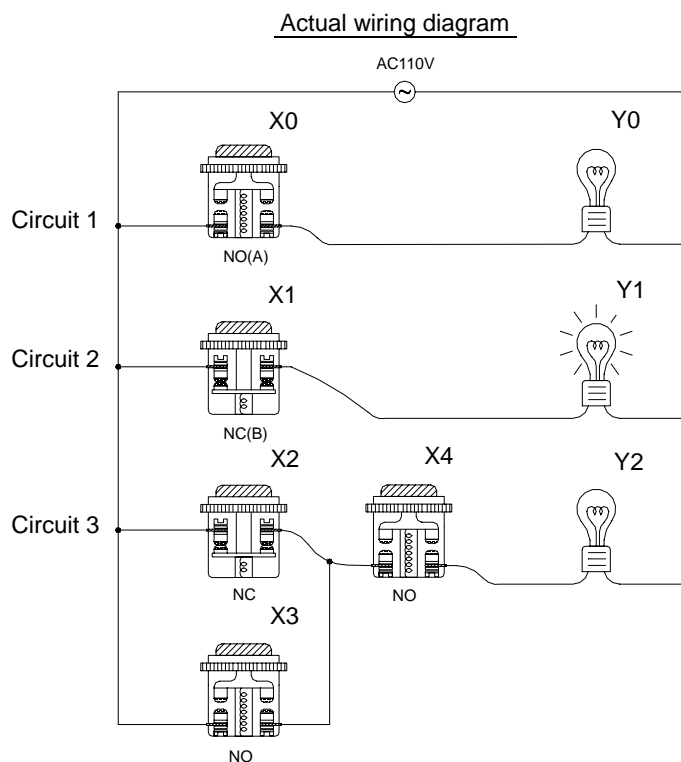 Actual wiring diagram
AC110V
X0 Y0
Circuit 1
NO(A)
X1 Y1
Circuit 2
NC(B)
X2 X4 Y2
Circuit 3
NC NO
X3
NO